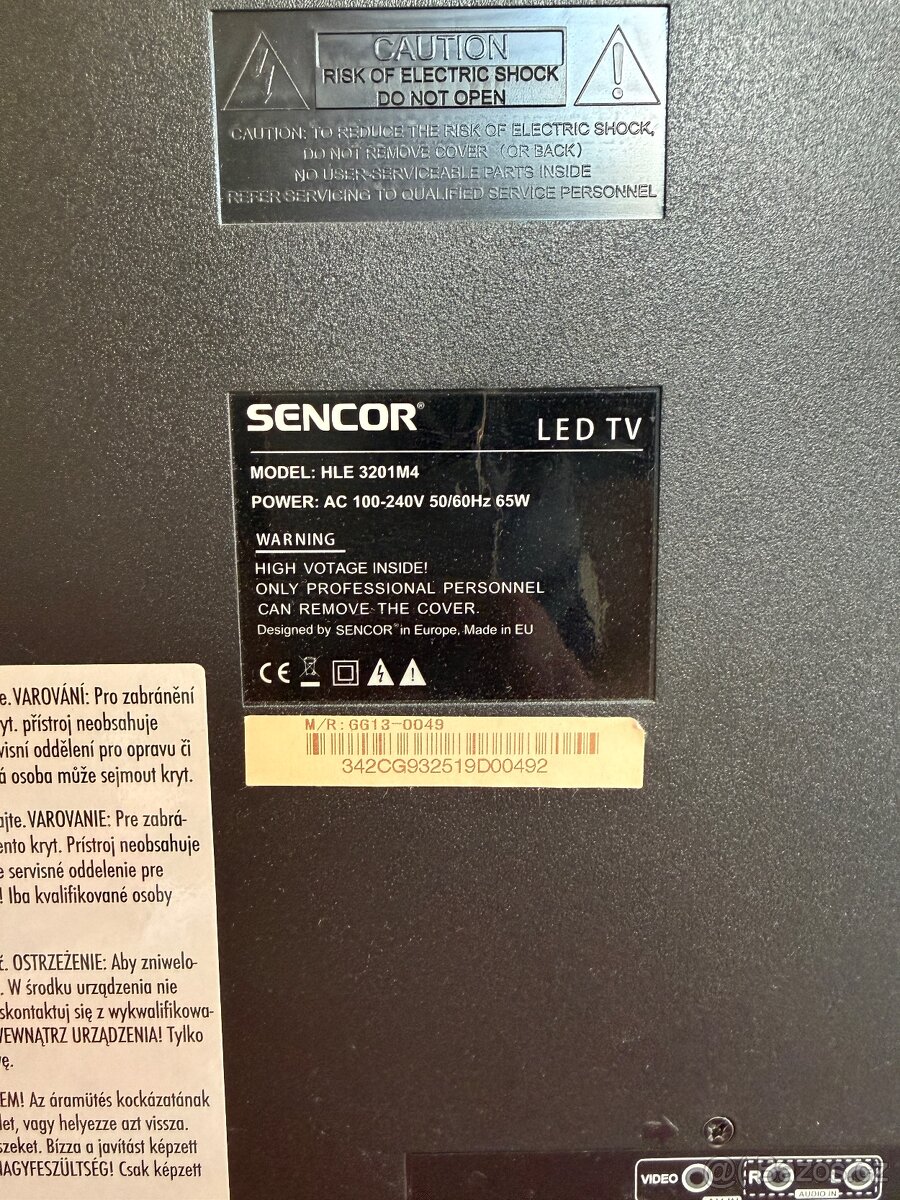 CAUTION
RISK OF ELECTRIC SHOCK
DO NOT OPEN
CAUTION: TO REDUCE THE RISK OF ELECTRIC SHOCK,
DO NOT REMOVE COVER (OR BACK)
NO USER-SERVICEABLE PARTS INSIDE
REFER SERVICING TO QUALIFIED SERVICE PERSONNEL
SENCOR®
LED TV
MODEL: HLE 3201M4
POWER: AC 100-240V 50/60Hz 65W
WARNING
HIGH VOTAGE INSIDE!
ONLY PROFESSIONAL PERSONNEL
CAN REMOVE THE COVER.
Designed by SENCOR® in Europe, Made in EU
CE
M/R:GG13-0049
342CG932519D00492
e. VAROVÁNÍ: Pro zabránění
ryt. přístroj neobsahuje
visní oddělení pro opravu či
á osoba může sejmout kryt.
ajte. VAROVANIE: Pre zabrá-
ento kryt. Prístroj neobsahuje
e servisné oddelenie pre
! Iba kvalifikované osoby
ć. OSTRZEŻENIE: Aby zniwelo-
. W środku urządzenia nie
skontaktuj się z wykwalifikowa-
WEWNĄTRZ URZĄDZENIA! Tylko
wę.
EM! Az áramütés kockázatának
let, vagy helyezze azt vissza.
szeket. Bízza a javítást képzett
NAGYFESZÜLTSÉG! Csak képzett
VIDEO
R
L
AUDIO IN